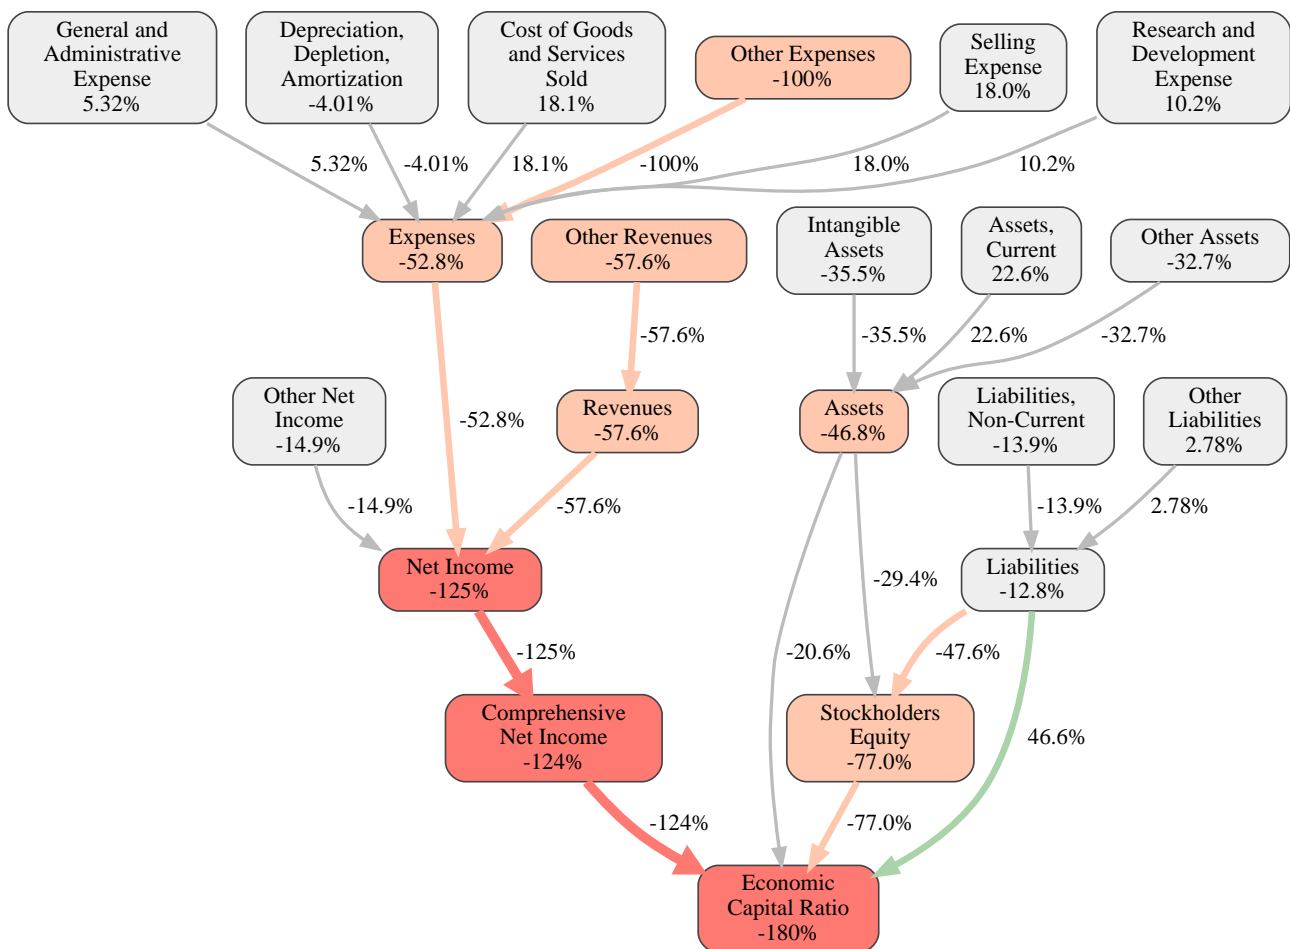 General and
Administrative
Expense
5.32%
Depreciation,
Depletion,
Amortization
-4.01%
Cost of Goods
and Services
Sold
18.1%
Other Expenses
-100%
Selling
Expense
18.0%
Research and
Development
Expense
10.2%
5.32%
-4.01%
18.1%
-100%
18.0%
10.2%
Expenses
-52.8%
Other Revenues
-57.6%
Intangible
Assets
-35.5%
Assets,
Current
22.6%
Other Assets
-32.7%
-57.6%
-35.5%
22.6%
-32.7%
Other Net
Income
-14.9%
-52.8%
Revenues
-57.6%
Assets
-46.8%
Liabilities,
Non-Current
-13.9%
Other
Liabilities
2.78%
-14.9%
-57.6%
-13.9%
2.78%
Net Income
-125%
-29.4%
Liabilities
-12.8%
-125%
-20.6%
-47.6%
Comprehensive
Net Income
-124%
Stockholders
Equity
-77.0%
46.6%
-124%
-77.0%
Economic
Capital Ratio
-180%